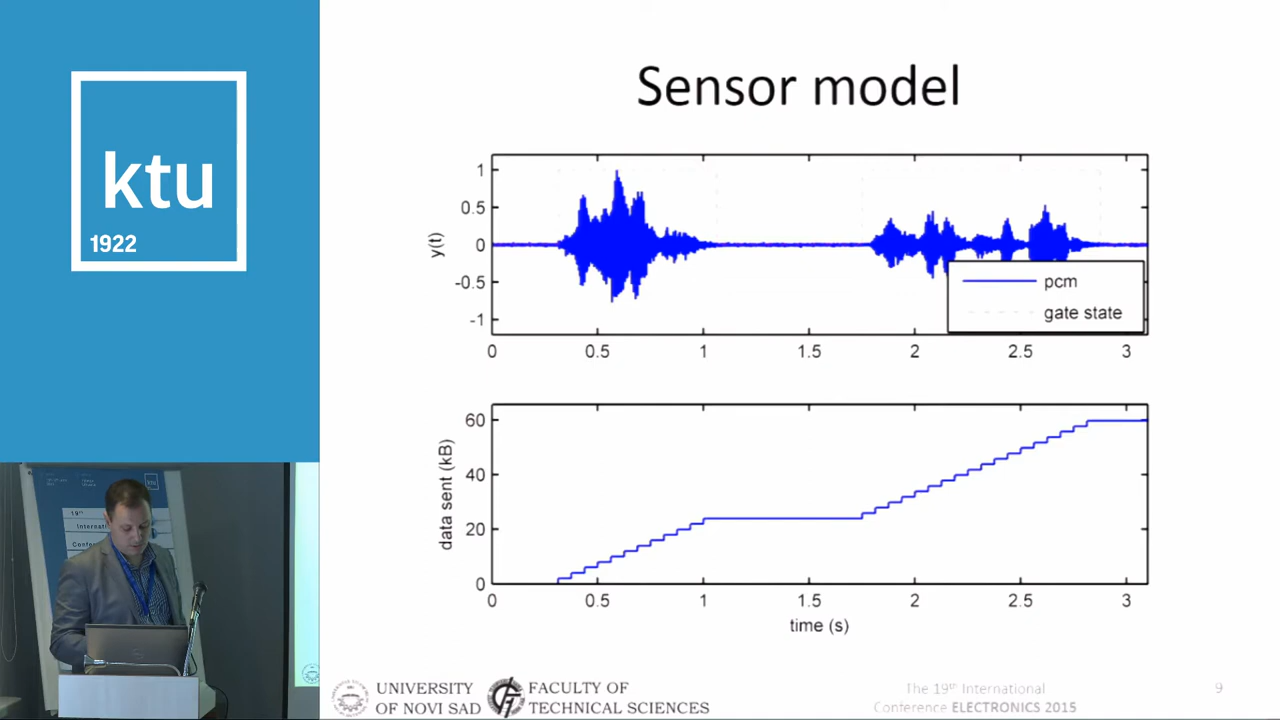 ktu
1922
Sensor model
1
0.5
0
-0.5
-1
y(t)
pcm
gate state
0 0.5 1 1.5 2 2.5 3
60
40
20
0
data sent (kB)
0 0.5 1 1.5 2 2.5 3
time (s)
19th
Internati
Confe
UNIVERSITY
OF NOVI SAD
FACULTY OF
TECHNICAL SCIENCES
The 19th International
Conference ELECTRONICS 2015
9